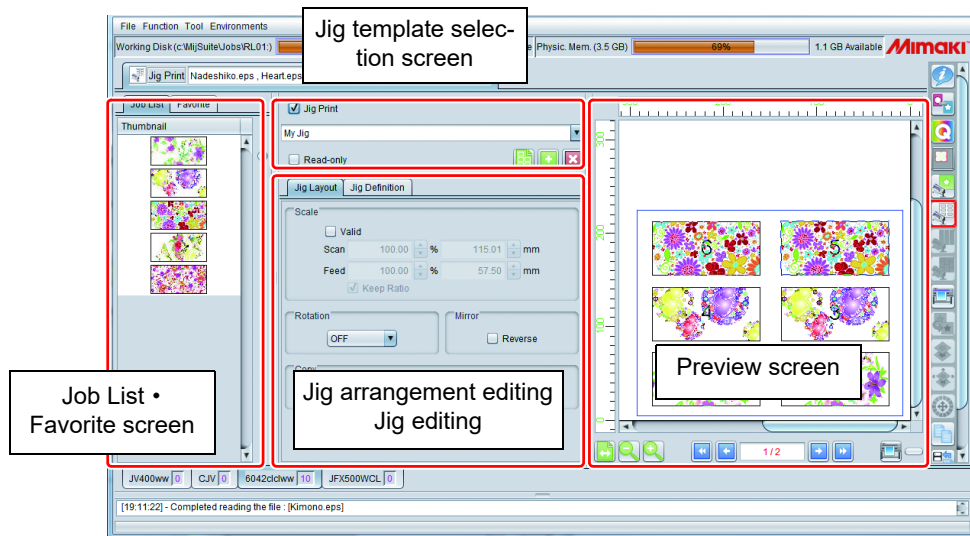 File Function Tool Environments
Working Disk (c:\MijSuite\Jobs\RL01:)
Jig template selec-
tion screen
e Physic. Mem. (3.5 GB) 69% 1.1 GB Available Mimaki
Jig Print Nadeshiko.eps , Heart.eps
Job List Favorite
Thumbnail
Jig Print
My Jig
Read-only
Jig Layout Jig Definition
Scale
Valid
Scan 100.00 % 115.01 mm
Feed 100.00 % 57.50 mm
Keep Ratio
Rotation
OFF
Mirror
Reverse
Copy
Job List •
Favorite screen
Jig arrangement editing
Jig editing
300
200
100
0
6 5
4 3
Preview screen
1/2
JV400ww 0 CJV 0 6042clclww 10 JFX500WCL 0
[19:11:22] - Completed reading the file : [Kimono.eps]